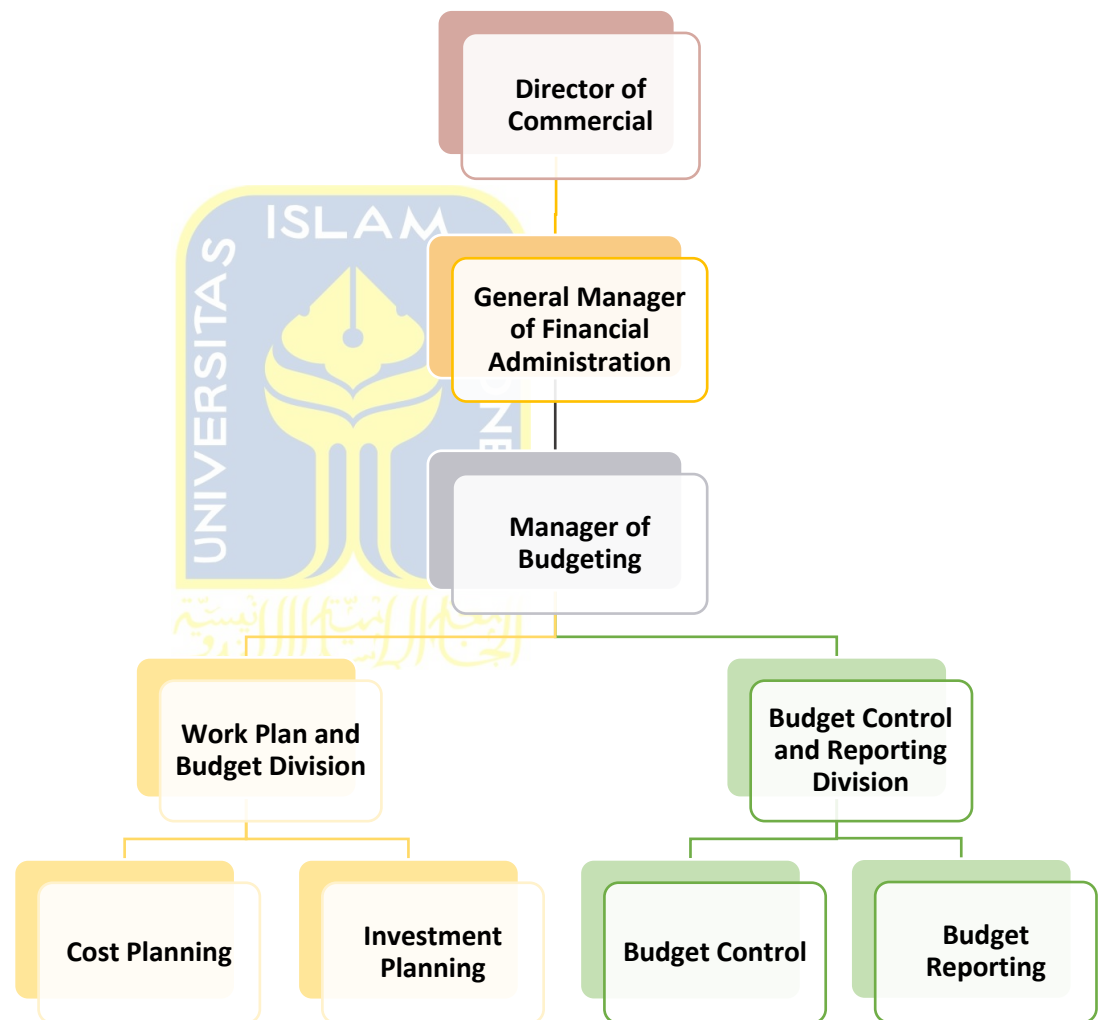 Director of
Commercial
UNIVERSITAS
ISLAM
General Manager
of Financial
Administration
Manager of
Budgeting
Work Plan and
Budget Division
Budget Control
and Reporting
Division
Cost Planning
Investment
Planning
Budget Control
Budget
Reporting